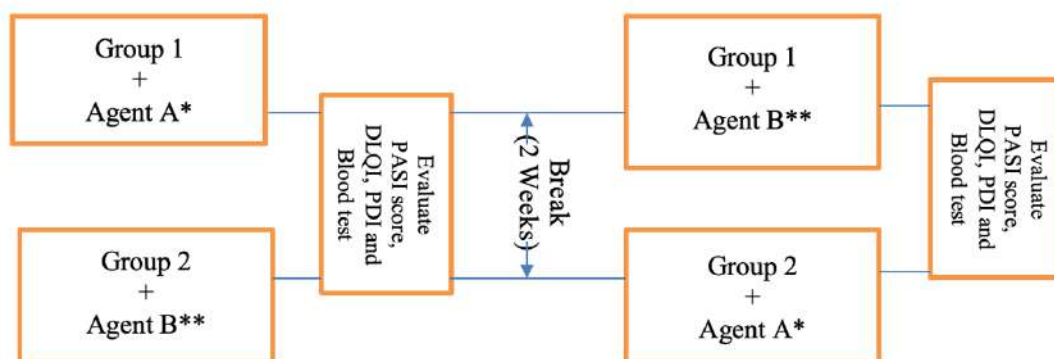 Group 1
+
Agent A*
Group 2
+
Agent B**
Evaluate
PASI score,
DLQI, PDI and
Blood test
Break
(2 Weeks)
Group 1
+
Agent B**
Group 2
+
Agent A*
Evaluate
PASI score,
DLQI, PDI and
Blood test